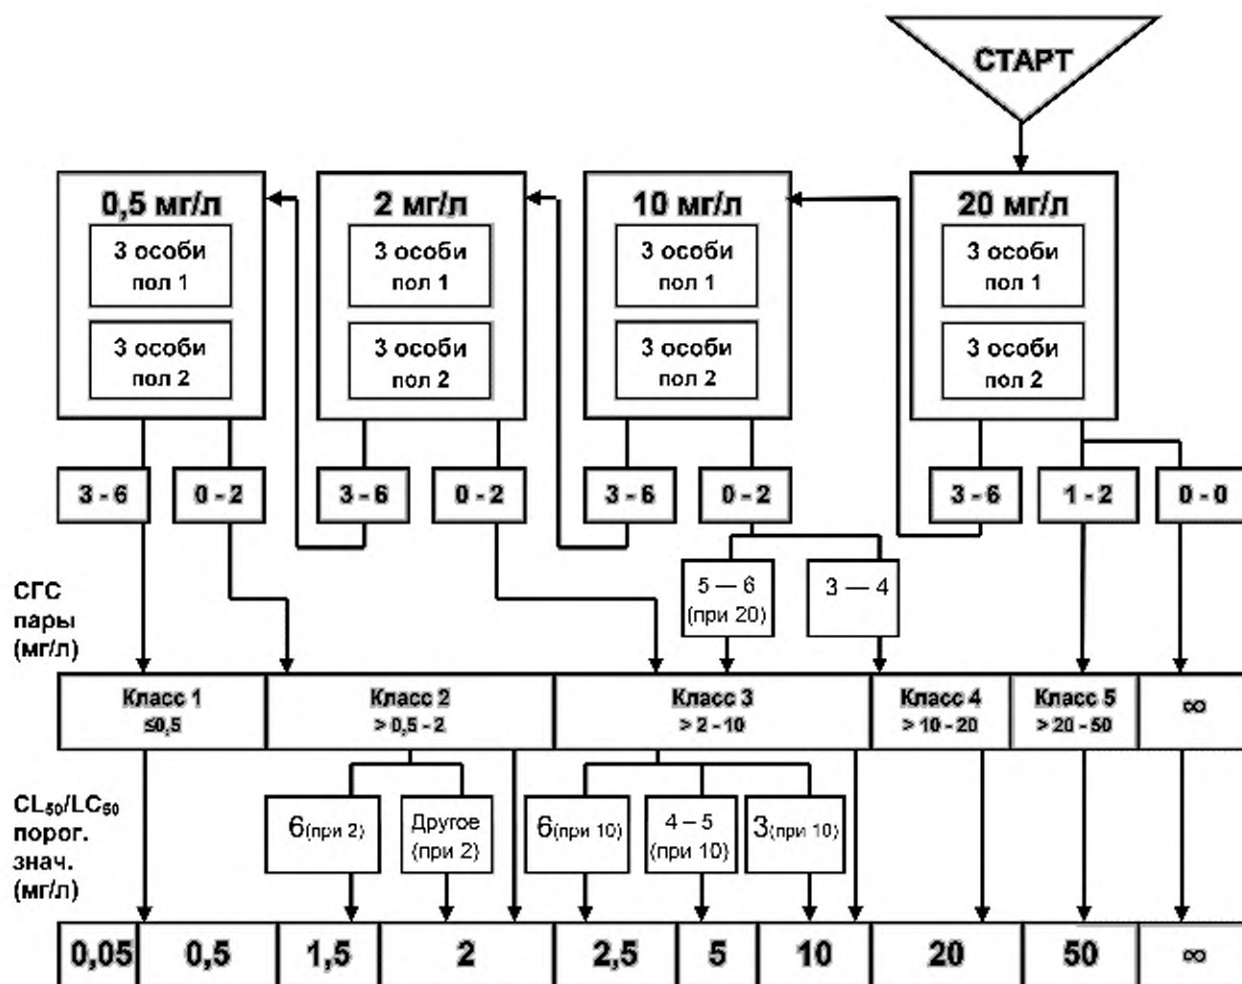 СТАРТ
0,5 мг/л
2 мг/л
10 мг/л
20 мг/л
3 особи
пол 1
3 особи
пол 1
3 особи
пол 1
3 особи
пол 1
3 особи
пол 2
3 особи
пол 2
3 особи
пол 2
3 особи
пол 2
3 - 6
0 - 2
3 - 6
0 - 2
3 - 6
0 - 2
3 - 6
1 - 2
0 - 0
5 — 6
(при 20)
3 — 4
СГС
пары
(мг/л)
Класс 1
≤0,5
Класс 2
> 0,5 - 2
Класс 3
> 2 - 10
Класс 4
> 10 - 20
Класс 5
> 20 - 50
∞
CL₅₀/LC₅₀
порог.
знач.
(мг/л)
6(при 2)
Другое
(при 2)
6(при 10)
4 – 5
(при 10)
3(при 10)
0,05
0,5
1,5
2
2,5
5
10
20
50
∞